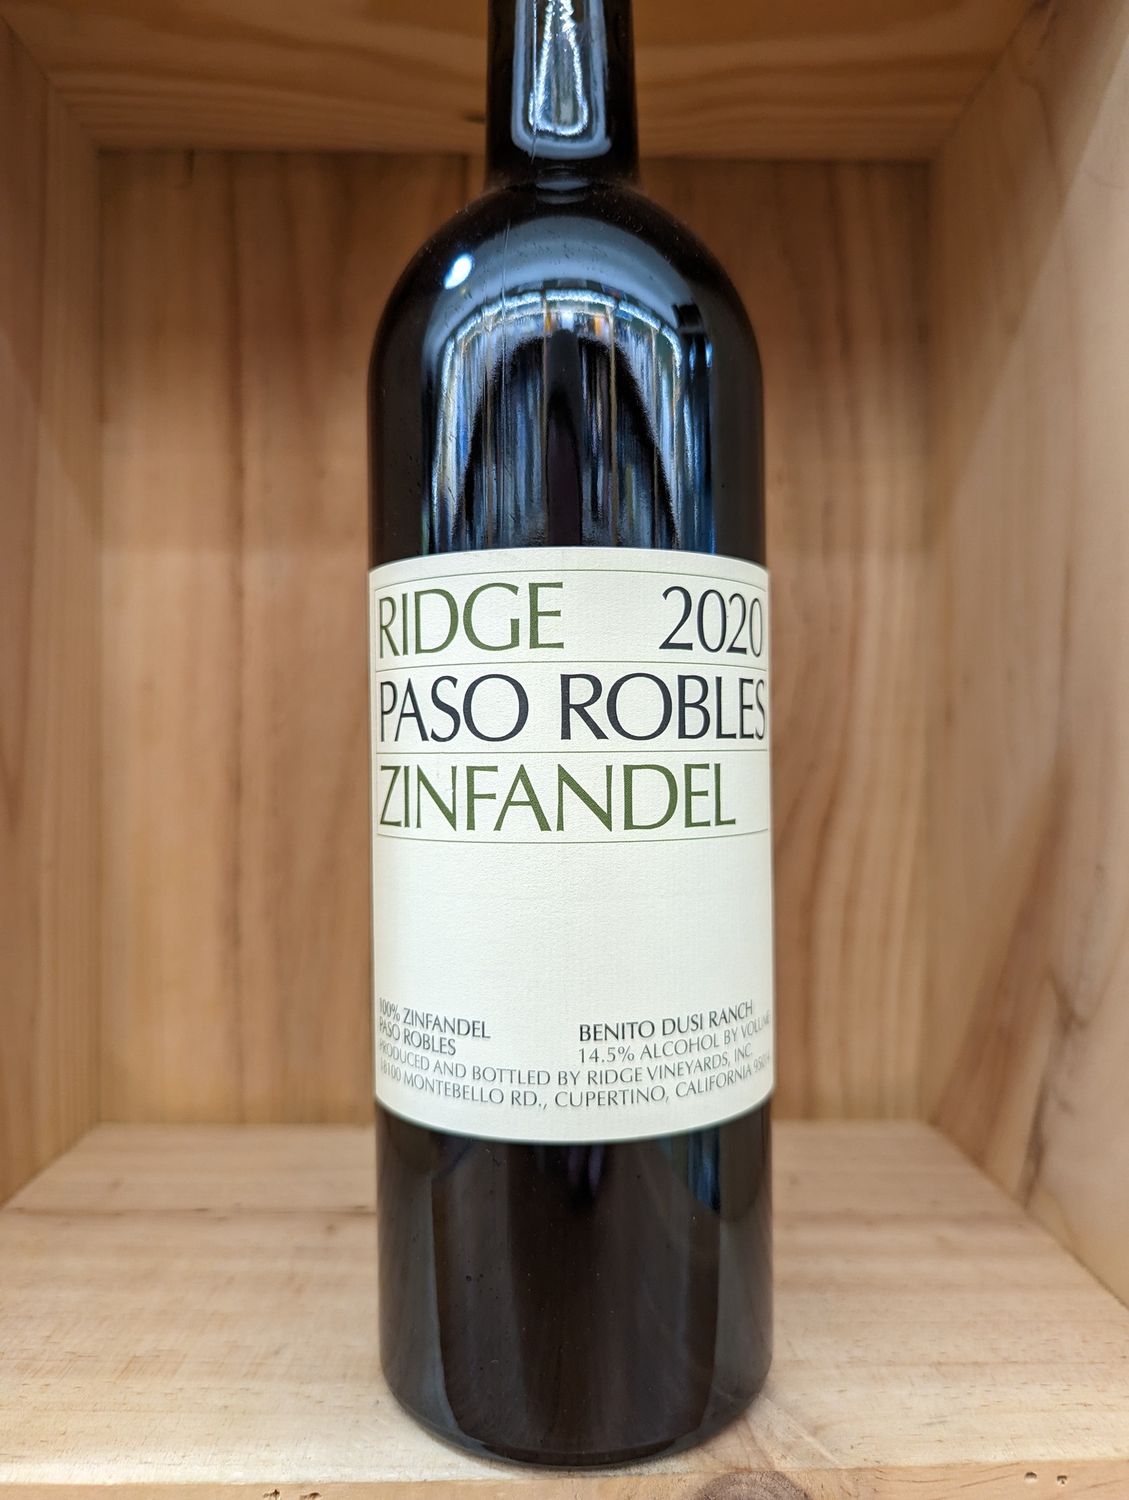 RIDGE 2020
PASO ROBLES
ZINFANDEL
100% ZINFANDEL
PASO ROBLES
BENITO DUSI RANCH
14.5% ALCOHOL BY VOLUME
PRODUCED AND BOTTLED BY RIDGE VINEYARDS, INC.
18100 MONTEBELLO RD., CUPERTINO, CALIFORNIA